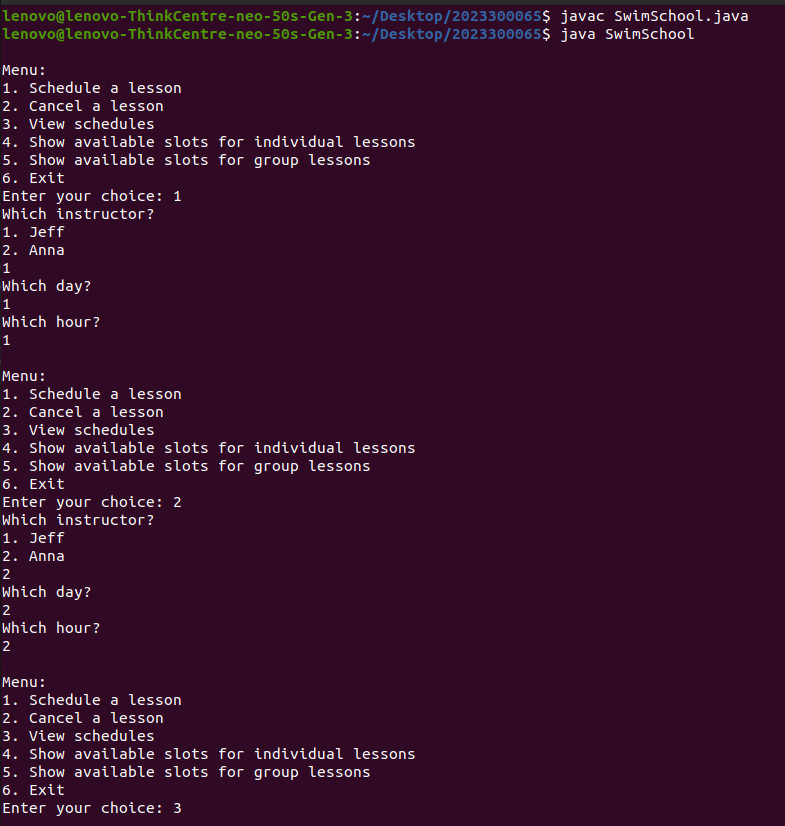 lenovo@lenovo-ThinkCentre-neo-50s-Gen-3:~/Desktop/2023300065$ javac SwimSchool.java
lenovo@lenovo-ThinkCentre-neo-50s-Gen-3:~/Desktop/2023300065$ java SwimSchool

Menu:
1. Schedule a lesson
2. Cancel a lesson
3. View schedules
4. Show available slots for individual lessons
5. Show available slots for group lessons
6. Exit
Enter your choice: 1
Which instructor?
1. Jeff
2. Anna
1
Which day?
1
Which hour?
1

Menu:
1. Schedule a lesson
2. Cancel a lesson
3. View schedules
4. Show available slots for individual lessons
5. Show available slots for group lessons
6. Exit
Enter your choice: 2
Which instructor?
1. Jeff
2. Anna
2
Which day?
2
Which hour?
2

Menu:
1. Schedule a lesson
2. Cancel a lesson
3. View schedules
4. Show available slots for individual lessons
5. Show available slots for group lessons
6. Exit
Enter your choice: 3